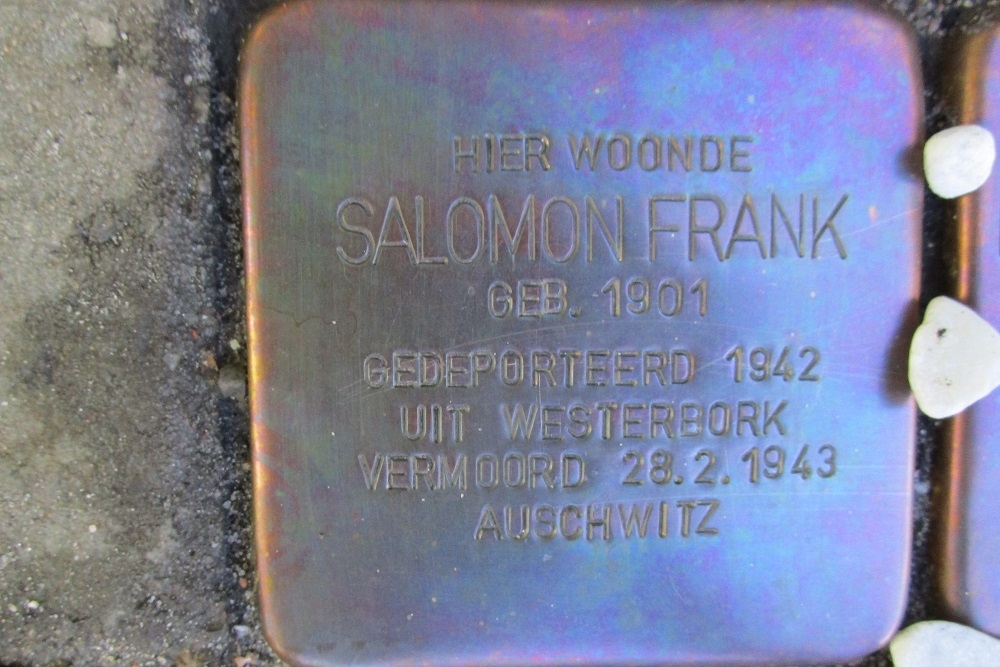 HIER WOONDE
SALOMON FRANK
GEB. 1901
GEDEPORTEERD 1942
UIT WESTERBORK
VERMOORD 28.2.1943
AUSCHWITZ